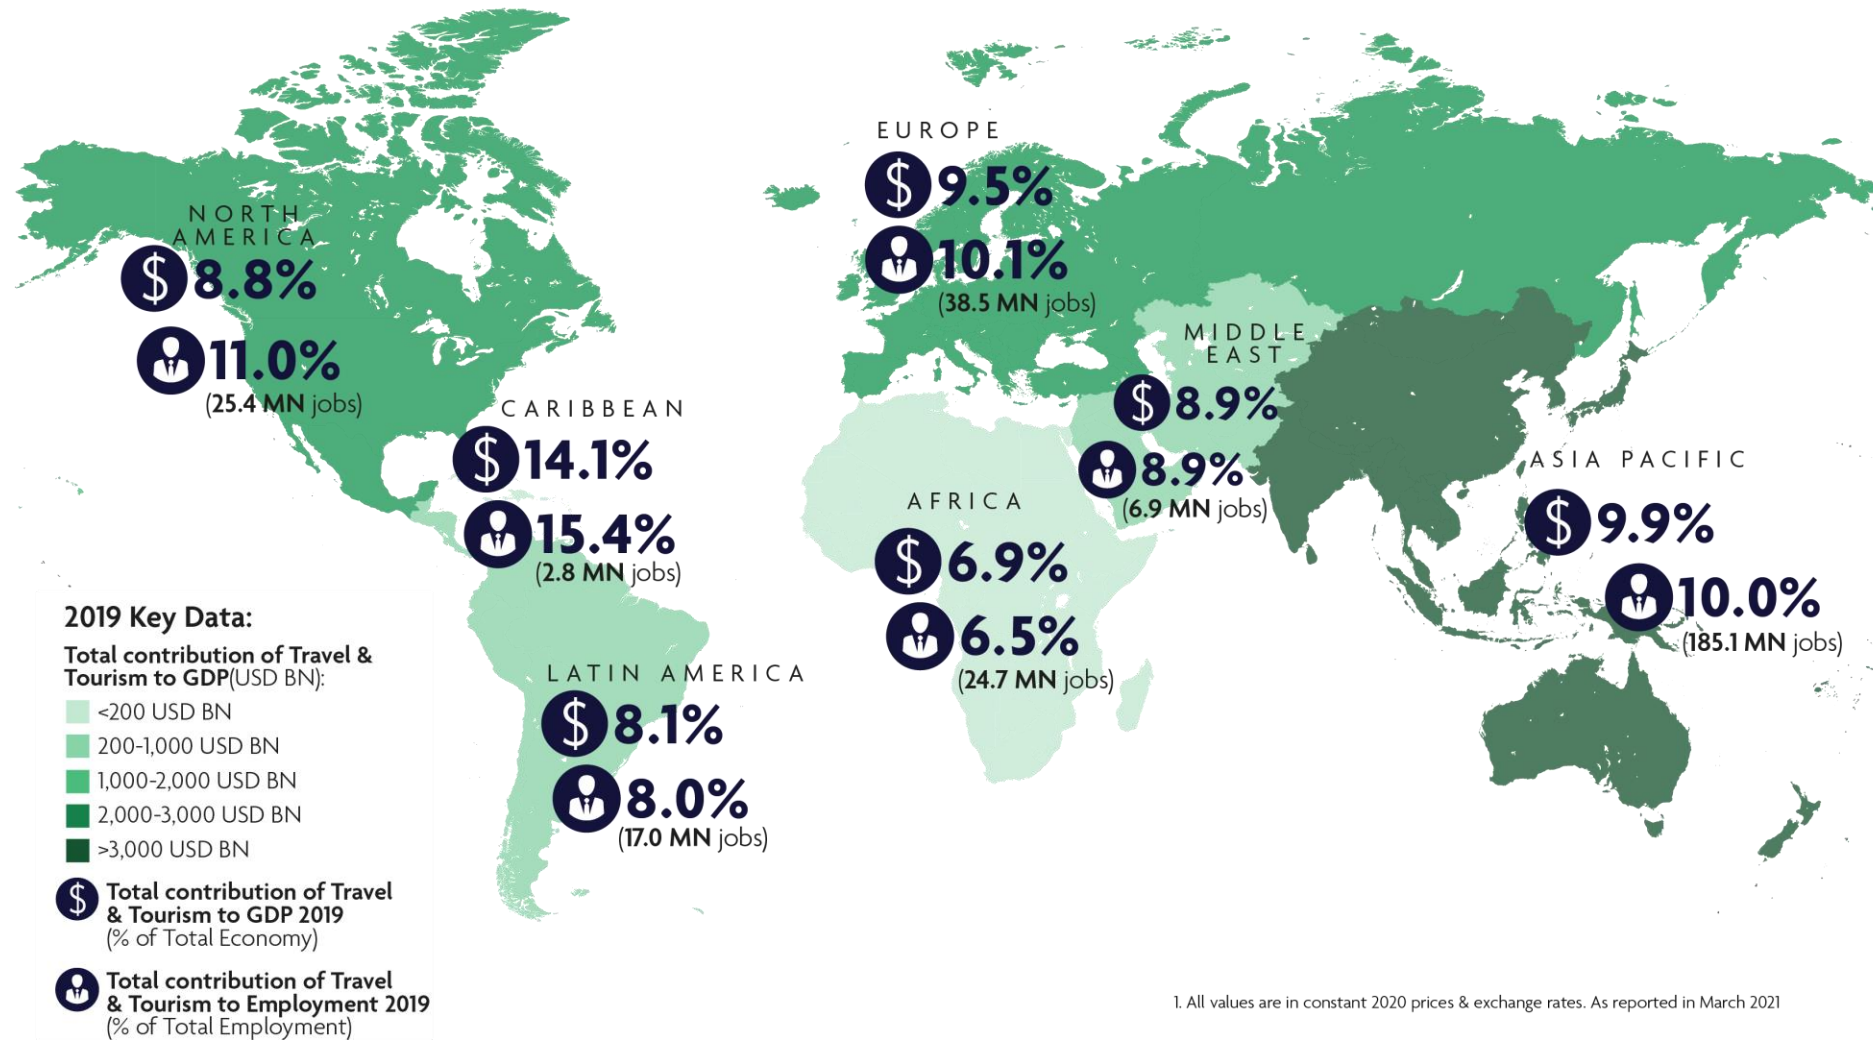 NORTH
AMERICA
$ 8.8%
11.0%
(25.4 MN jobs)
CARIBBEAN
$ 14.1%
15.4%
(2.8 MN jobs)
LATIN AMERICA
$ 8.1%
8.0%
(17.0 MN jobs)
EUROPE
$ 9.5%
10.1%
(38.5 MN jobs)
AFRICA
$ 6.9%
6.5%
(24.7 MN jobs)
MIDDLE
EAST
$ 8.9%
8.9%
(6.9 MN jobs)
ASIA PACIFIC
$ 9.9%
10.0%
(185.1 MN jobs)
2019 Key Data:
Total contribution of Travel &
Tourism to GDP(USD BN):
<200 USD BN
200-1,000 USD BN
1,000-2,000 USD BN
2,000-3,000 USD BN
>3,000 USD BN
$ Total contribution of Travel
& Tourism to GDP 2019
(% of Total Economy)
Total contribution of Travel
& Tourism to Employment 2019
(% of Total Employment)
1. All values are in constant 2020 prices & exchange rates. As reported in March 2021